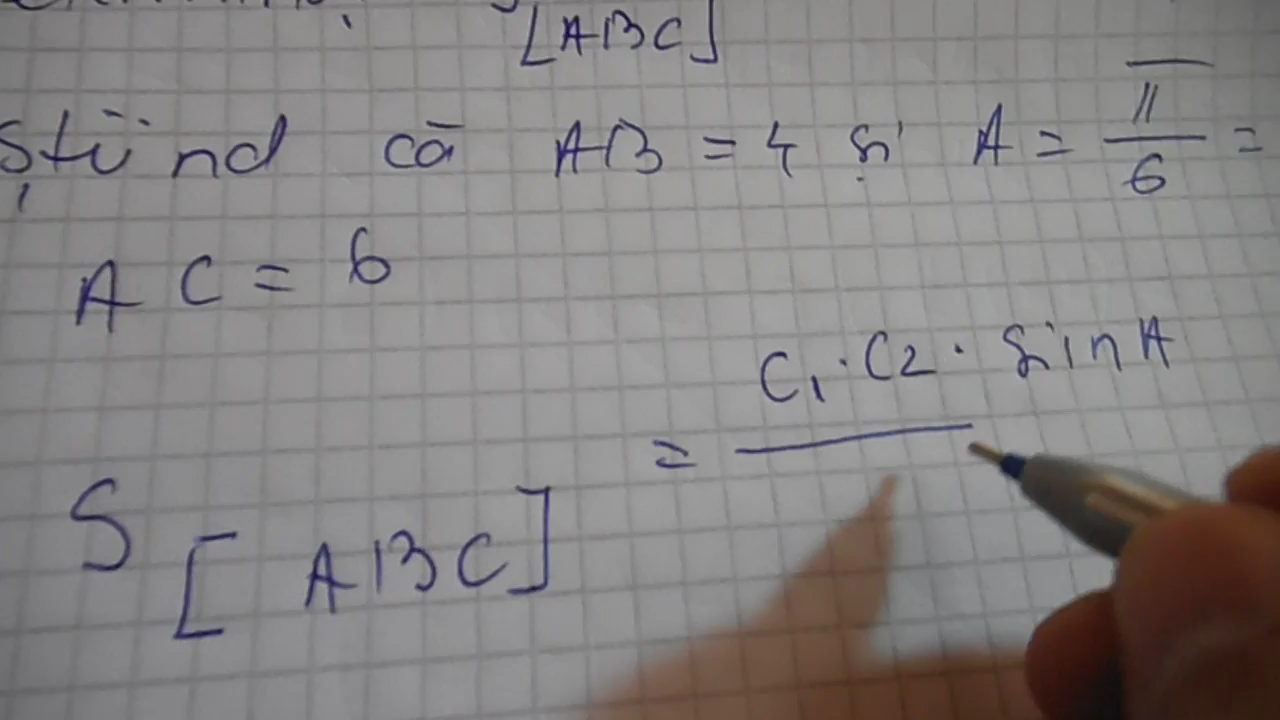 [ABC]
Știind că AB = 4 și A = π/6 =
AC = 6
S[ABC] = C1 · C2 · sin A